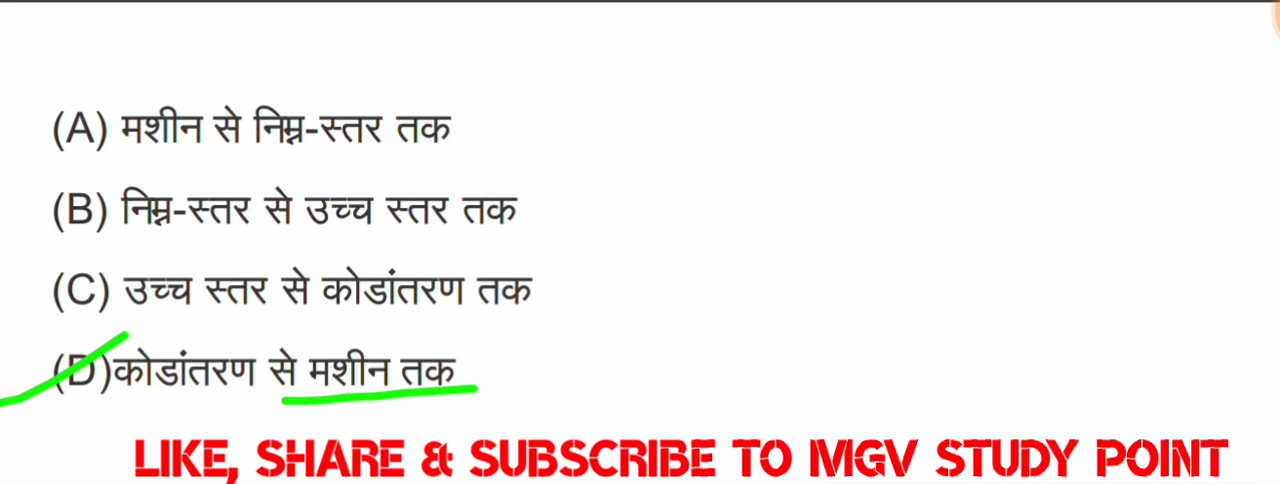 (A) मशीन से निम्न-स्तर तक
(B) निम्न-स्तर से उच्च स्तर तक
(C) उच्च स्तर से कोडांतरण तक
(D)कोडांतरण से मशीन तक
LIKE, SHARE & SUBSCRIBE TO MGV STUDY POINT